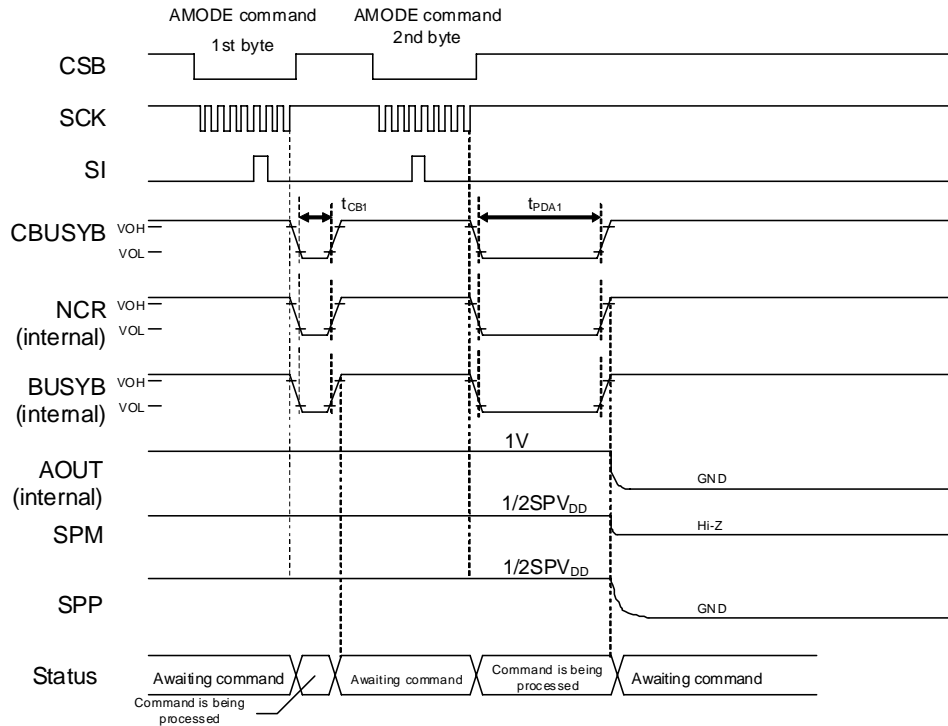 AMODE command
1st byte
AMODE command
2nd byte
CSB
SCK
SI
tCB1
tPDA1
CBUSYB
VOH
VOL
NCR
(internal)
VOH
VOL
BUSYB
(internal)
VOH
VOL
1V
AOUT
(internal)
GND
1/2SPVDD
SPM
Hi-Z
1/2SPVDD
SPP
GND
Status
Awaiting command
Command is being
processed
Awaiting command
Command is being
processed
Awaiting command